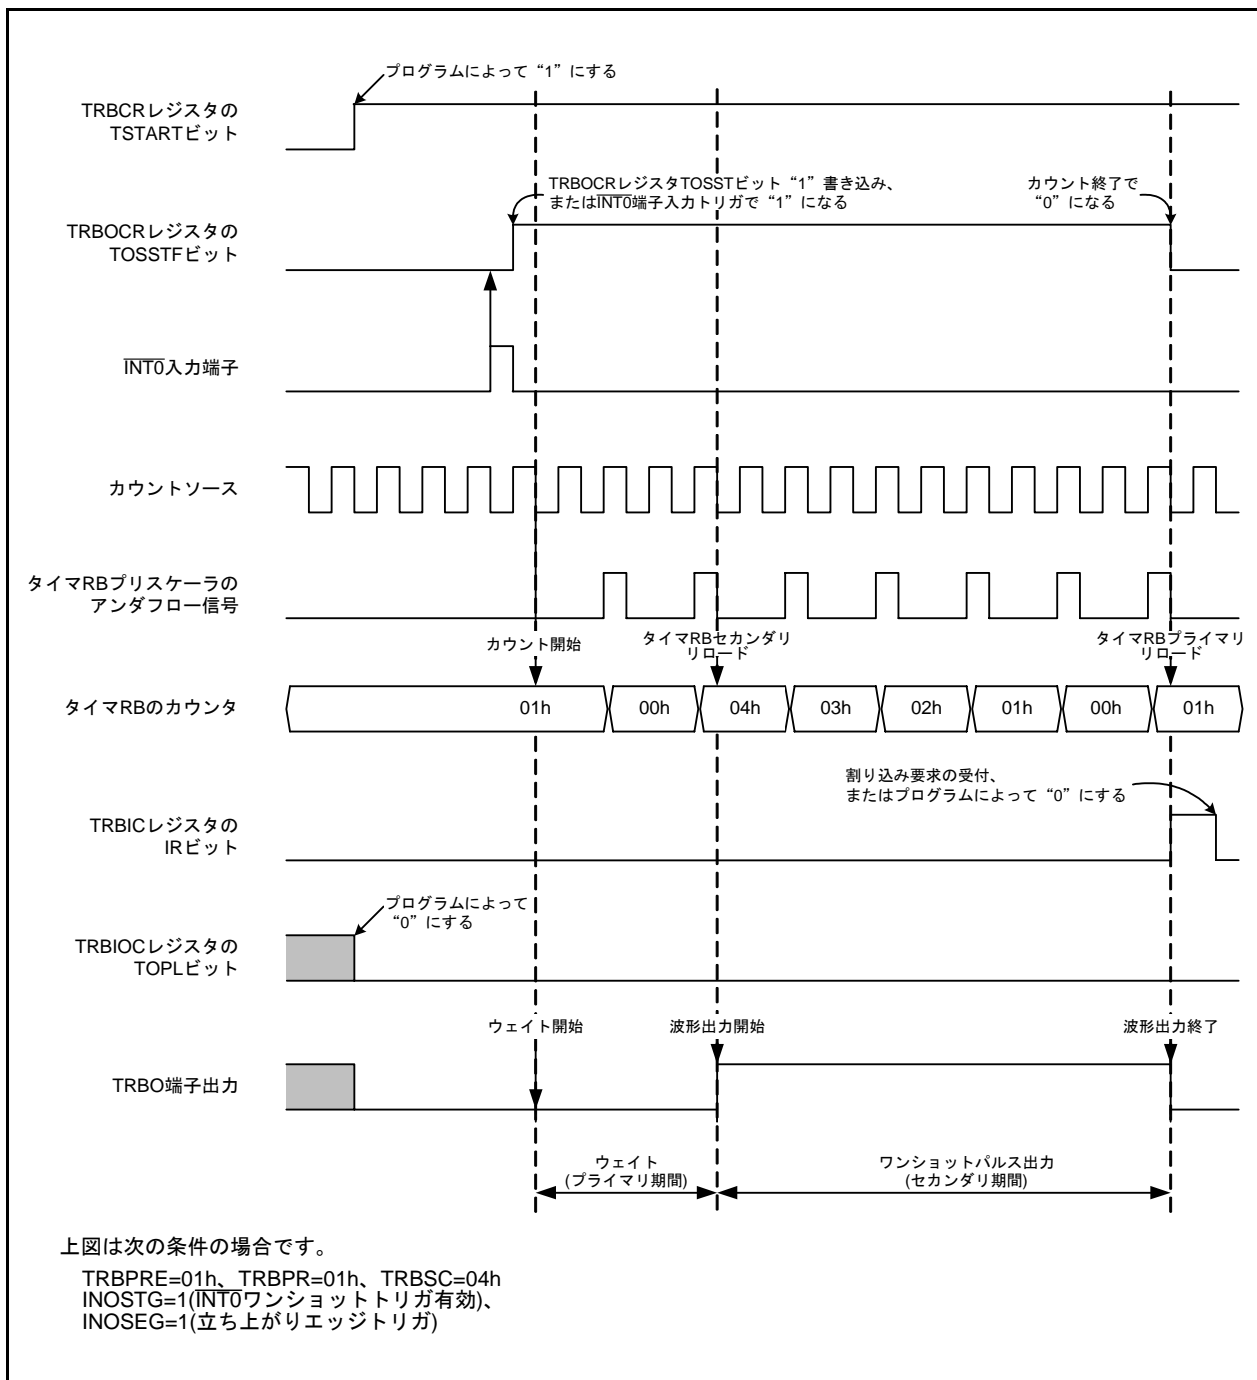 プログラムによって“1”にする
TRBCRレジスタの
TSTARTビット
TRBOCRレジスタTOSSTビット“1”書き込み、
またはINT0端子入力トリガで“1”になる
カウント終了で
“0”になる
TRBOCRレジスタの
TOSSTFビット
INT0入力端子
カウントソース
タイマRBプリスケーラの
アンダフロー信号
カウント開始
タイマRBセカンダリ
リロード
タイマRBプライマリ
リロード
タイマRBのカウンタ
01h
00h
04h
03h
02h
01h
00h
01h
割り込み要求の受付、
またはプログラムによって“0”にする
TRBICレジスタの
IRビット
プログラムによって
“0”にする
TRBIOCレジスタの
TOPLビット
ウェイト開始
波形出力開始
波形出力終了
TRBO端子出力
ウェイト
(プライマリ期間)
ワンショットパルス出力
(セカンダリ期間)
上図は次の条件の場合です。
TRBPRE=01h、TRBPR=01h、TRBSC=04h
INOSTG=1(INT0ワンショットトリガ有効)、
INOSEG=1(立ち上がりエッジトリガ)